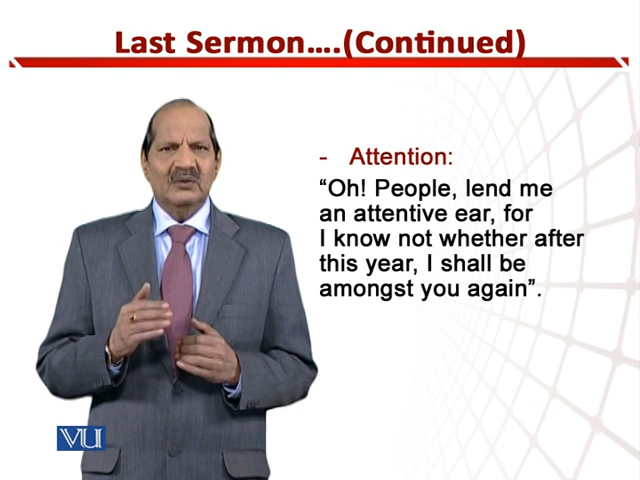 Last Sermon....(Continued)
- Attention:
“Oh! People, lend me
an attentive ear, for
I know not whether after
this year, I shall be
amongst you again”.
VU